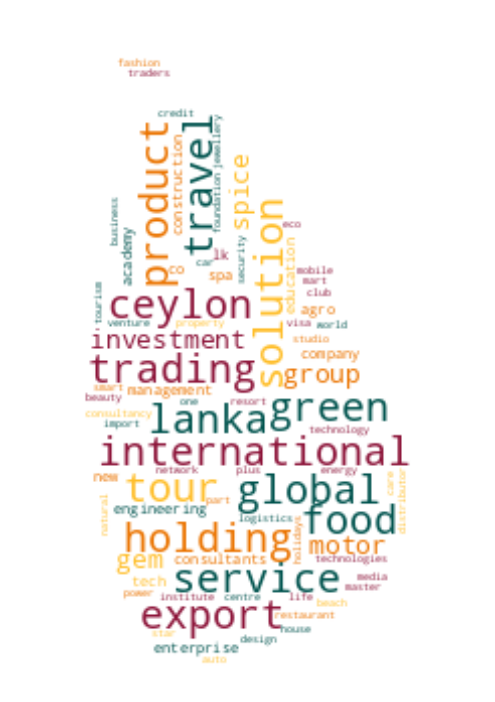 fashion
traders
credit
product
travel
construction
jewellery
foundation
spice
business
academy
solution
eco
security
education
lk
car
co
spa
mobile
mart
club
tourism
ceylon
agro
venture
property
visa
world
investment
studio
company
trading
group
smart
management
beauty
one
resort
green
consultancy
lanka
import
technology
international
network
plus
energy
new
tour
global
care
distributor
part
natural
engineering
logistics
food
holding
holidays
motor
gem
consultants
technologies
tech
service
media
master
power
institute
centre
life
beach
export
restaurant
star
house
design
enterprise
auto